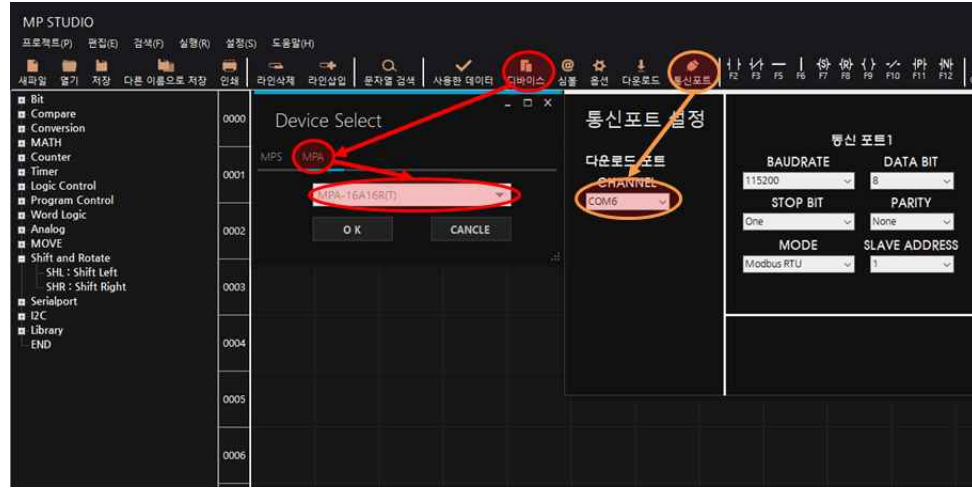 MP STUDIO
프로젝트(P) 편집(E) 검색(F) 실행(R) 설정(S) 도움말(H)
새파일 열기 저장 다른 이름으로 저장 인쇄 라인삭제 라인삽입 문자열 검색 사용한 데이터 디바이스 심볼 옵션 다운로드 통신포트 F2 F3 F5 F6 F7 F8 F9 F10 F11 F12
Bit
Compare
Conversion
MATH
Counter
Timer
Logic Control
Program Control
Word Logic
Analog
MOVE
Shift and Rotate
SHL : Shift Left
SHR : Shift Right
Serialport
I2C
Library
END
0000
0001
0002
0003
0004
0005
0006
Device Select
MPS MPA
MPA-16A16R(T)
O K CANCLE
통신포트 설정
다운로드 포트
CHANNEL
COM6
통신 포트1
BAUDRATE DATA BIT
115200 8
STOP BIT PARITY
One None
MODE SLAVE ADDRESS
Modbus RTU 1